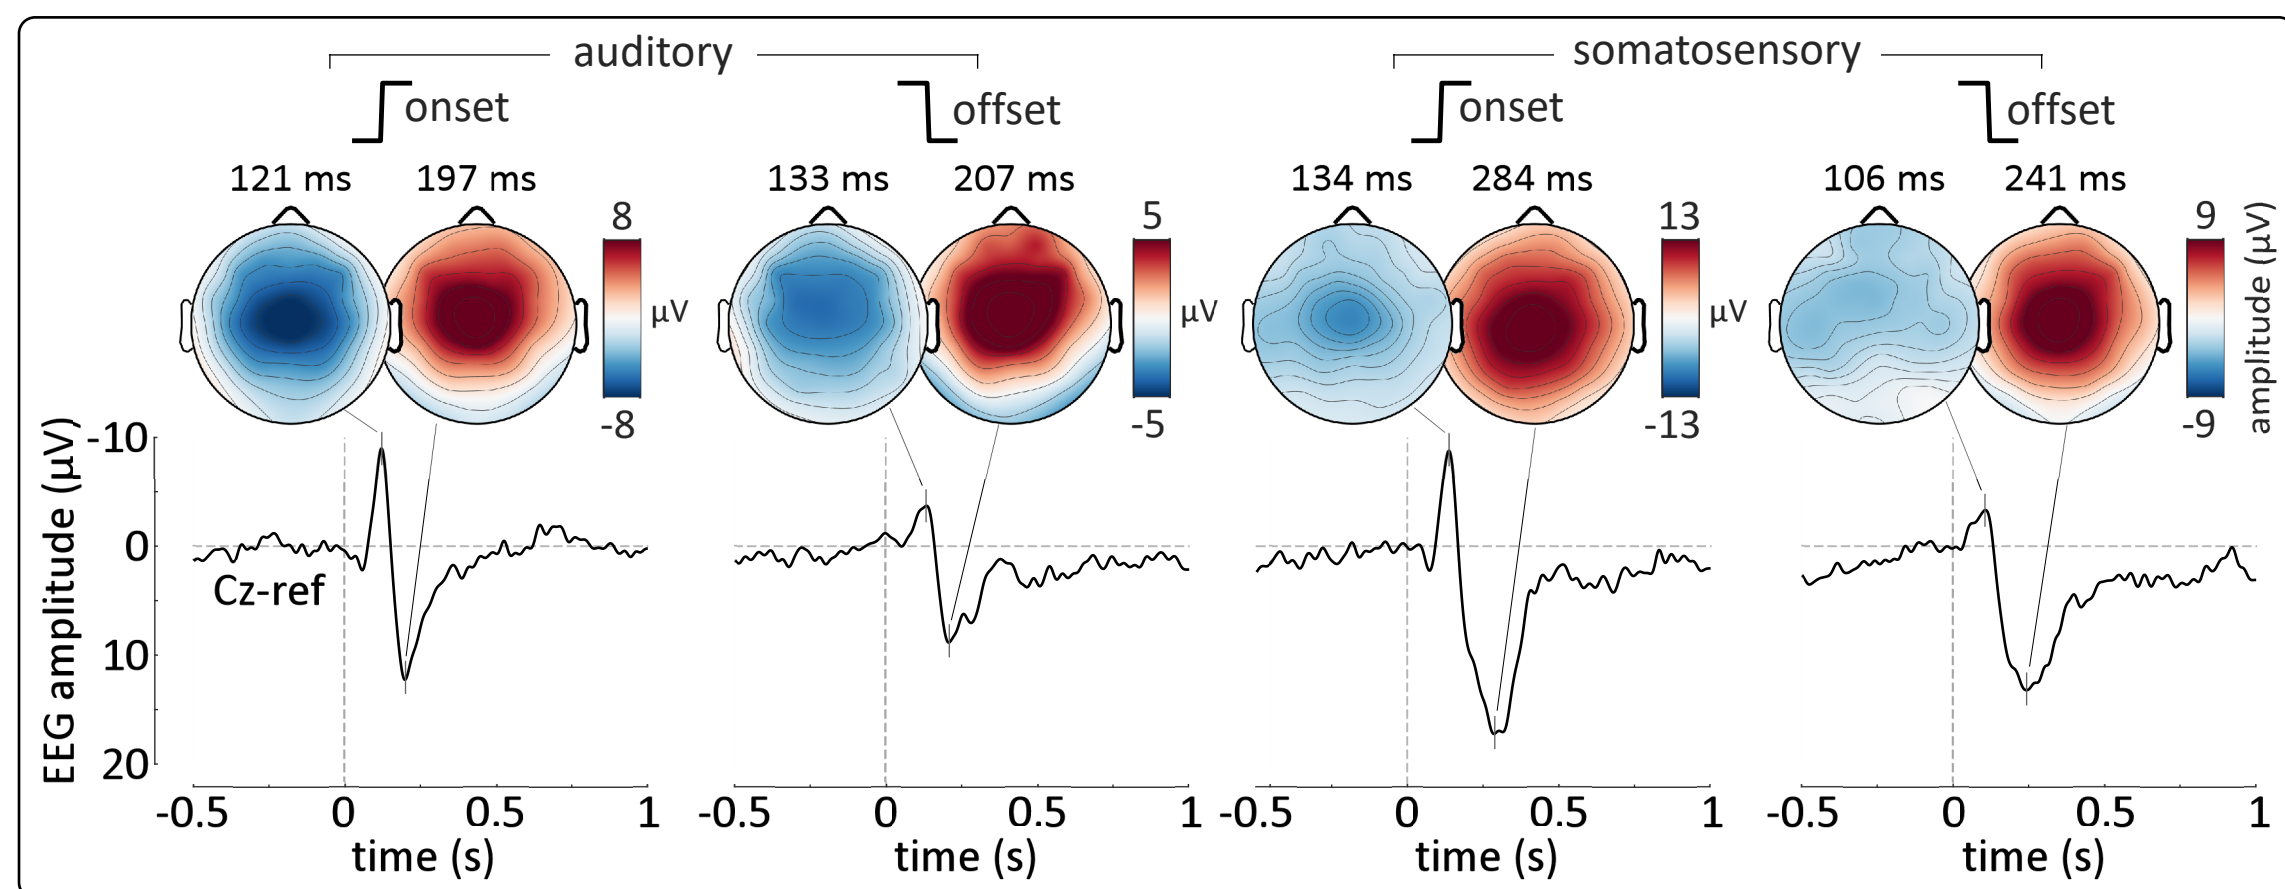 auditory
somatosensory
onset
offset
onset
offset
121 ms
197 ms
133 ms
207 ms
134 ms
284 ms
106 ms
241 ms
8
µV
-8
5
µV
-5
13
µV
-13
9
-9
amplitude (µV)
EEG amplitude (µV)
-10
0
10
20
Cz-ref
-0.5 0 0.5 1
time (s)
-0.5 0 0.5 1
time (s)
-0.5 0 0.5 1
time (s)
-0.5 0 0.5 1
time (s)